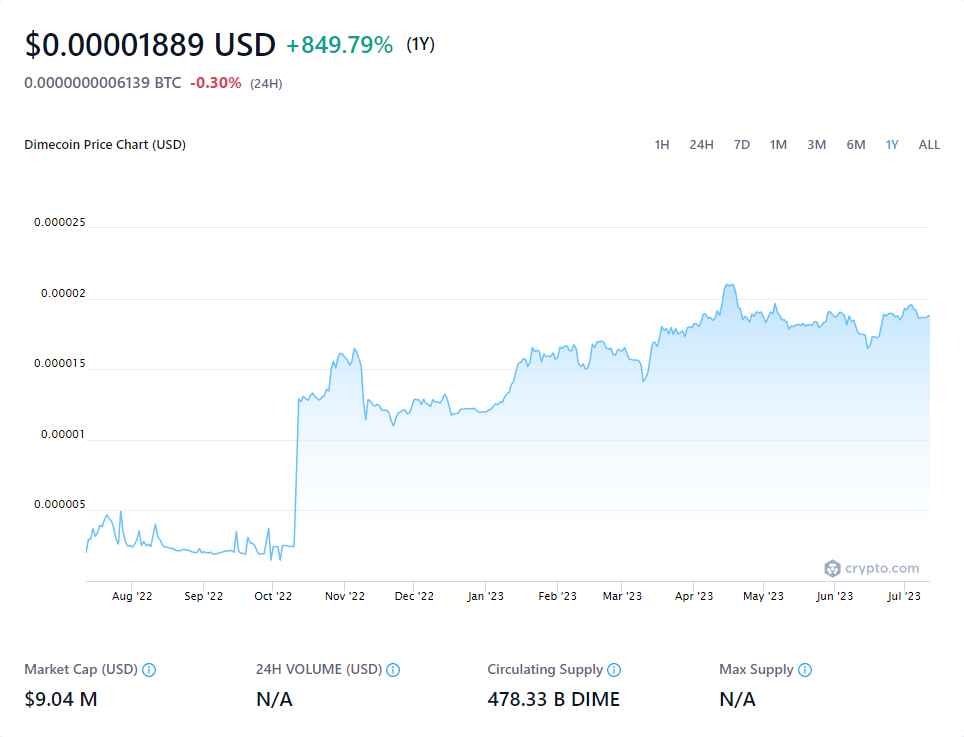 $0.00001889 USD +849.79% (1Y)
0.0000000006139 BTC -0.30% (24H)
Dimecoin Price Chart (USD) 1H 24H 7D 1M 3M 6M 1Y ALL
0.000025
0.00002
0.000015
0.00001
0.000005
crypto.com
Aug '22 Sep '22 Oct '22 Nov '22 Dec '22 Jan '23 Feb '23 Mar '23 Apr '23 May '23 Jun '23 Jul '23
Market Cap (USD) 24H VOLUME (USD) Circulating Supply Max Supply
$9.04 M N/A 478.33 B DIME N/A